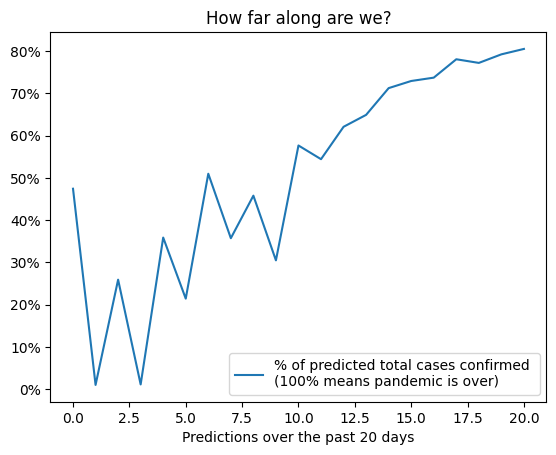 How far along are we?
80%
70%
60%
50%
40%
30%
20%
10%
0%
% of predicted total cases confirmed
(100% means pandemic is over)
0.0 2.5 5.0 7.5 10.0 12.5 15.0 17.5 20.0
Predictions over the past 20 days